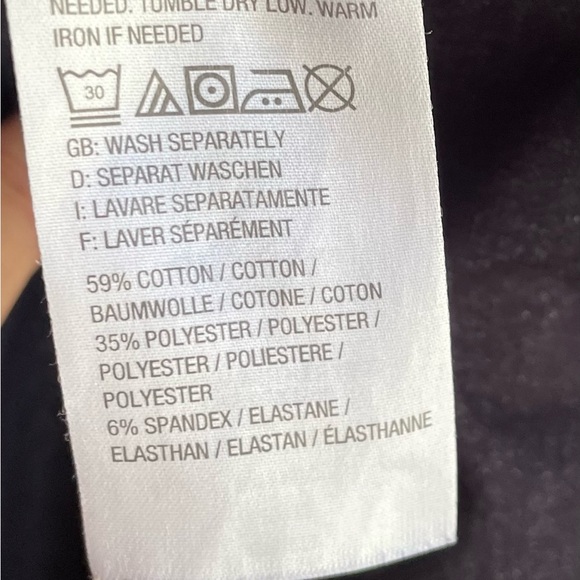 NEEDED. TUMBLE DRY LOW. WARM
IRON IF NEEDED
30
GB: WASH SEPARATELY
D: SEPARAT WASCHEN
I: LAVARE SEPARATAMENTE
F: LAVER SÉPARÉMENT
59% COTTON / COTTON /
BAUMWOLLE / COTONE / COTON
35% POLYESTER / POLYESTER /
POLYESTER / POLIESTERE /
POLYESTER
6% SPANDEX / ELASTANE /
ELASTHAN / ELASTAN / ÉLASTHANNE